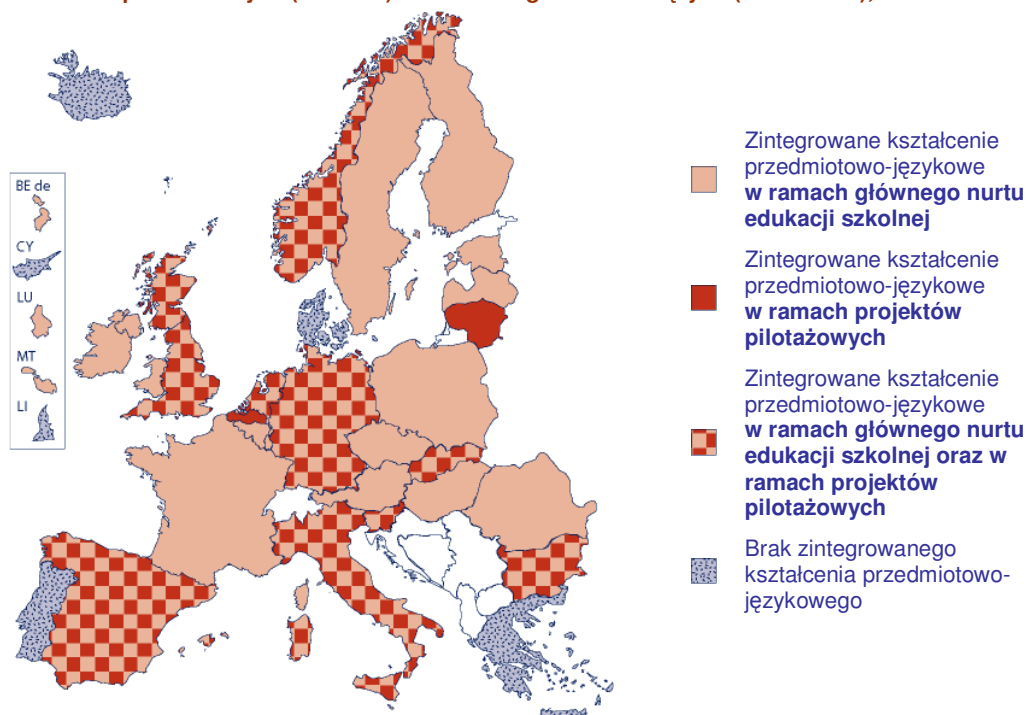 BE de
CY
LU
MT
LI
Zintegrowane kształcenie
przedmiotowo-językowe
w ramach głównego nurtu
edukacji szkolnej
Zintegrowane kształcenie
przedmiotowo-językowe
w ramach projektów
pilotażowych
Zintegrowane kształcenie
przedmiotowo-językowe
w ramach głównego nurtu
edukacji szkolnej oraz w
ramach projektów
pilotażowych
Brak zintegrowanego
kształcenia przedmiotowo-
językowego